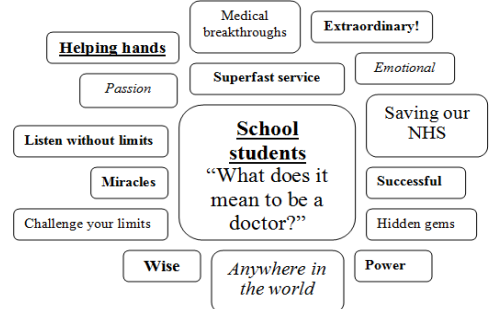 Medical
breakthroughs
Extraordinary!
Helping hands
Emotional
Superfast service
Passion
Saving our
NHS
School
students
“What does it
mean to be a
doctor?”
Listen without limits
Miracles
Successful
Challenge your limits
Hidden gems
Wise
Anywhere in
the world
Power